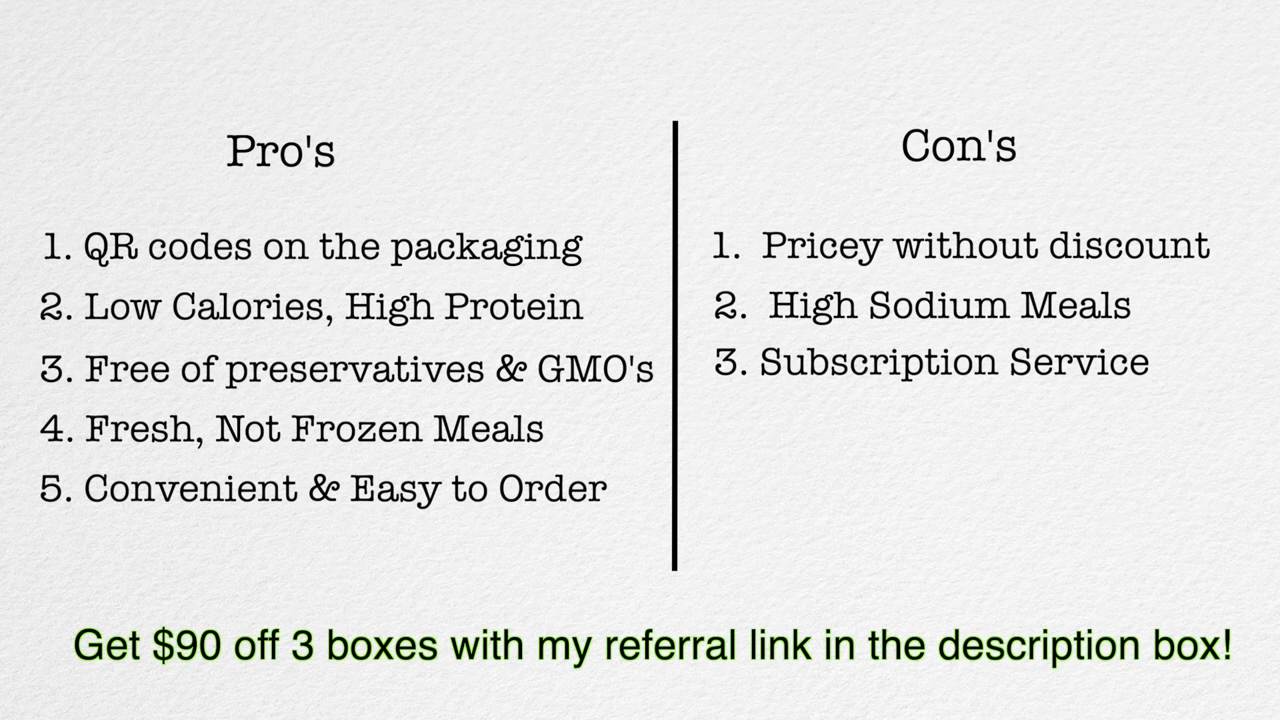 Pro's
1. QR codes on the packaging
2. Low Calories, High Protein
3. Free of preservatives & GMO's
4. Fresh, Not Frozen Meals
5. Convenient & Easy to Order
Con's
1. Pricey without discount
2. High Sodium Meals
3. Subscription Service
Get $90 off 3 boxes with my referral link in the description box!